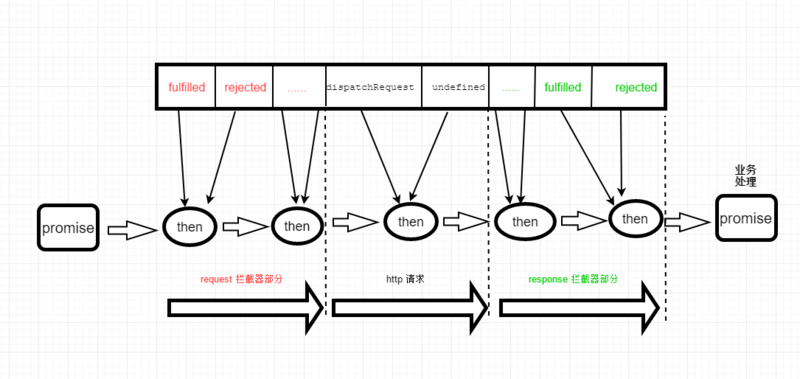 fulfilled rejected ...... dispatchRequest undefined ...... fulfilled rejected
业务
处理
promise then then then then then promise
request 拦截器部分 http 请求 response 拦截器部分